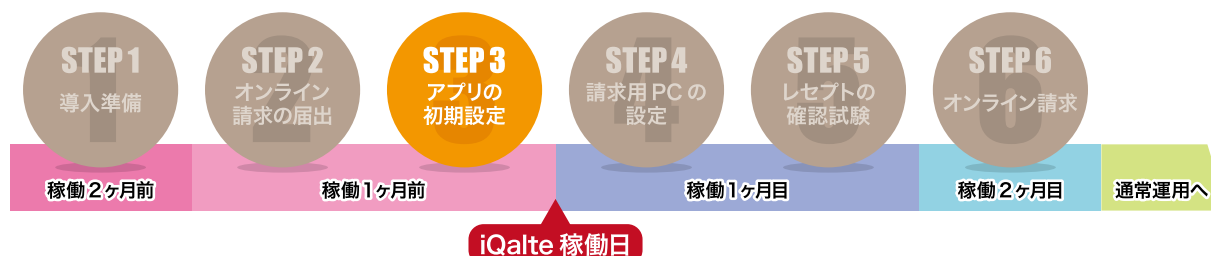 STEP 1
導入準備
STEP 2
オンライン
請求の届出
STEP 3
アプリの
初期設定
STEP 4
請求用PCの
設定
STEP 5
レセプトの
確認試験
STEP 6
オンライン請求
稼働2ヶ月前
稼働1ヶ月前
稼働1ヶ月目
稼働2ヶ月目
通常運用へ
iQalte 稼働日